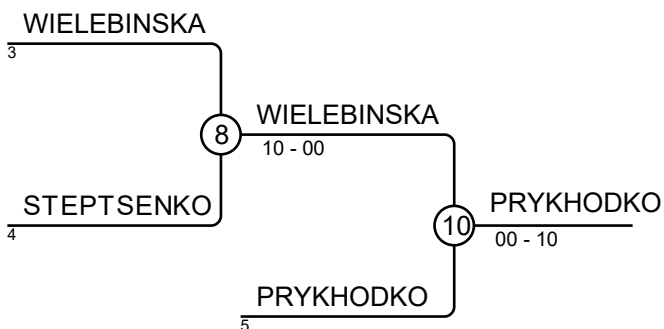 WIELEBINSKA
3
8
WIELEBINSKA
10 - 00
STEPTSENKO
4
10
PRYKHODKO
00 - 10
PRYKHODKO
5